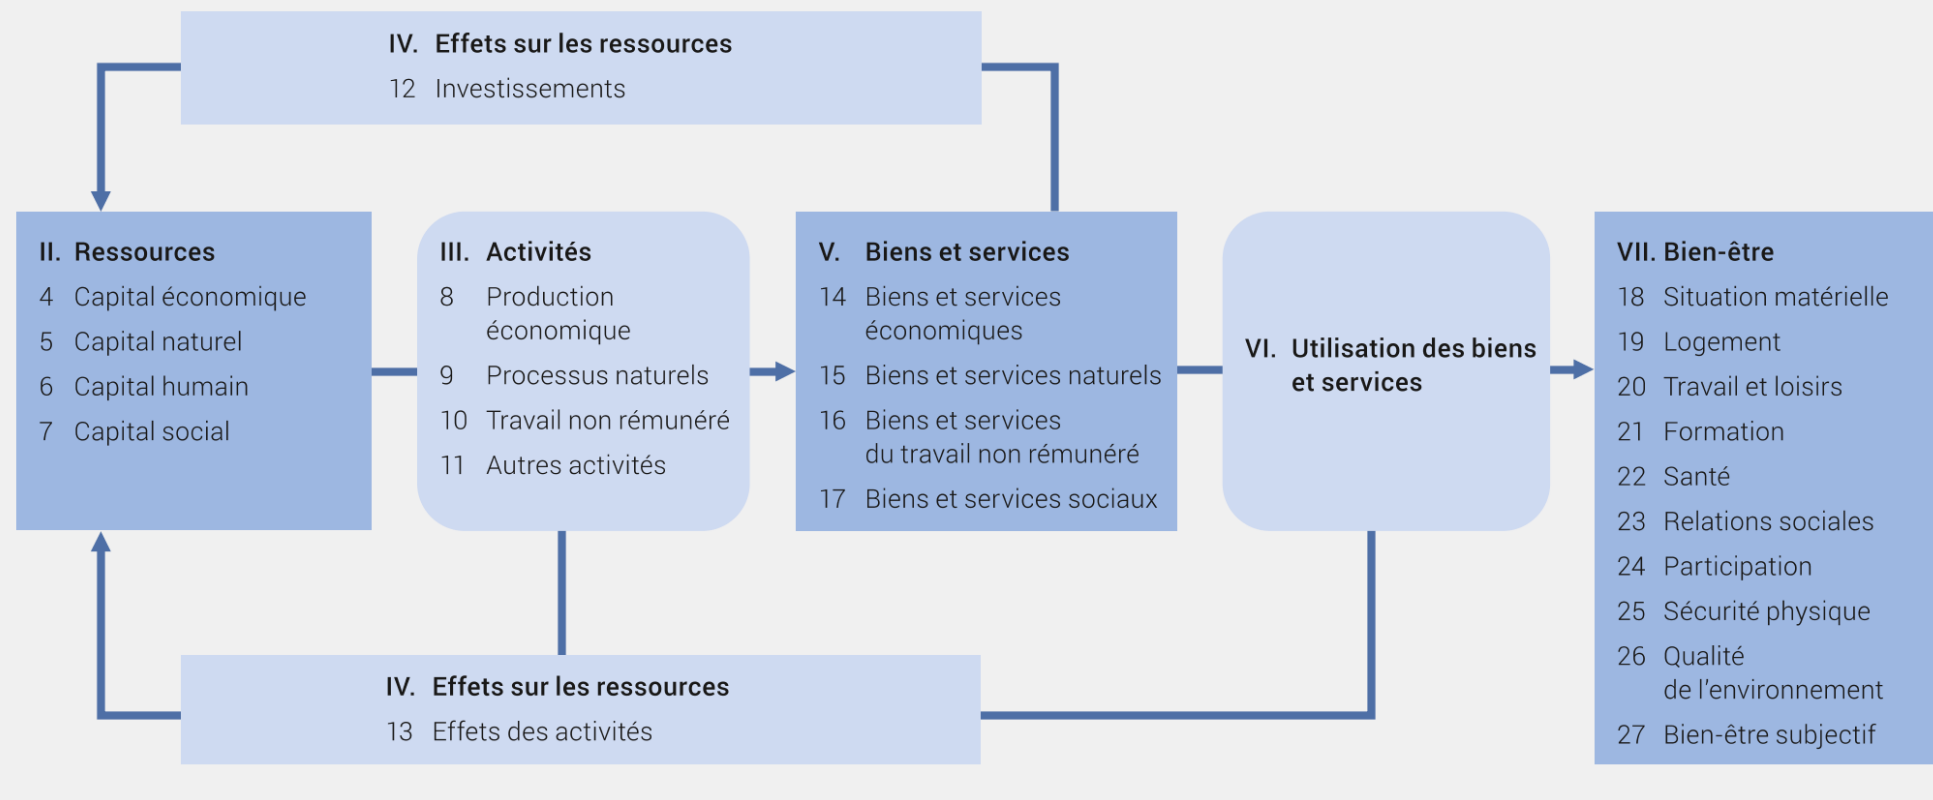 IV. Effets sur les ressources
12 Investissements
II. Ressources
4 Capital économique
5 Capital naturel
6 Capital humain
7 Capital social
III. Activités
8 Production
économique
9 Processus naturels
10 Travail non rémunéré
11 Autres activités
V. Biens et services
14 Biens et services
économiques
15 Biens et services naturels
16 Biens et services
du travail non rémunéré
17 Biens et services sociaux
VI. Utilisation des biens
et services
VII. Bien-être
18 Situation matérielle
19 Logement
20 Travail et loisirs
21 Formation
22 Santé
23 Relations sociales
24 Participation
25 Sécurité physique
26 Qualité
de l’environnement
27 Bien-être subjectif
IV. Effets sur les ressources
13 Effets des activités